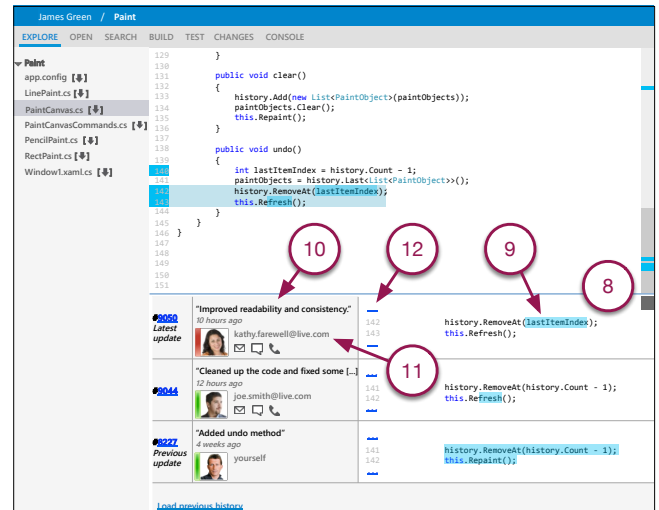 James Green / Paint
EXPLORE OPEN SEARCH BUILD TEST CHANGES CONSOLE
Paint
app.config [⬇]
LinePaint.cs [⬇]
PaintCanvas.cs [⬇]
PaintCanvasCommands.cs [⬇]
PencilPaint.cs [⬇]
RectPaint.cs [⬇]
Window1.xaml.cs [⬇]
129 }
130
131 public void clear()
132 {
133 history.Add(new List<PaintObject>(paintObjects));
134 paintObjects.Clear();
135 this.Repaint();
136 }
137
138 public void undo()
139 {
140 int lastItemIndex = history.Count - 1;
141 paintObjects = history.Last<List<PaintObject>>();
142 history.RemoveAt(lastItemIndex);
143 this.Refresh();
144 }
145 }
146 }
147
148
149
150
151
10
12
9
8
11
#9050
Latest
update
"Improved readability and consistency."
10 hours ago
kathy.farewell@live.com
...
142 history.RemoveAt(lastItemIndex);
143 this.Refresh();
...
#9044
"Cleaned up the code and fixed some [...]
12 hours ago
joe.smith@live.com
...
141 history.RemoveAt(history.Count - 1);
142 this.Refresh();
...
#8227
Previous
update
"Added undo method"
4 weeks ago
yourself
...
141 history.RemoveAt(history.Count - 1);
142 this.Repaint();
...
Load previous history